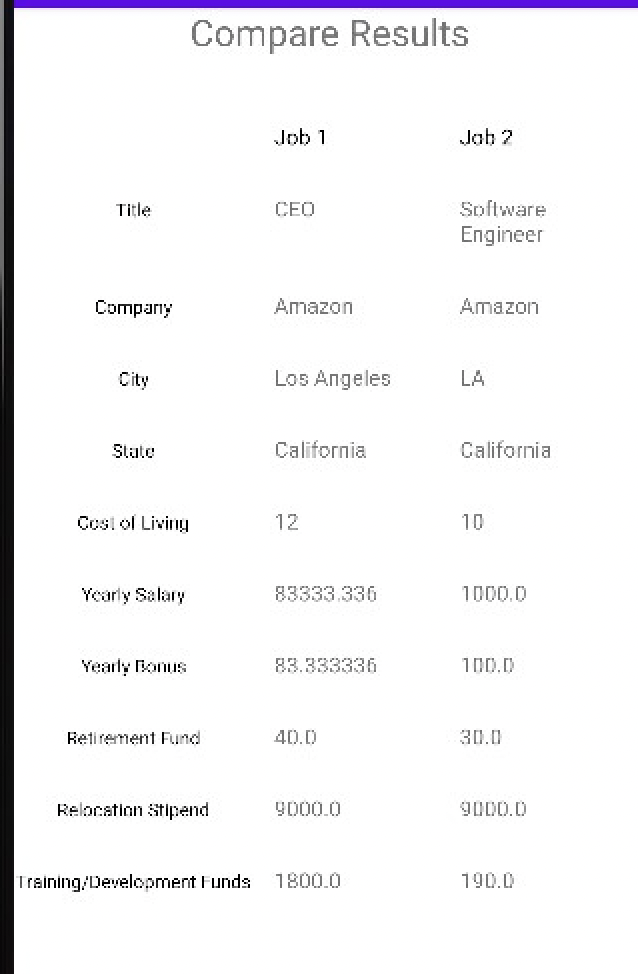 Compare Results
Job 1 Job 2
Title CEO Software
Engineer
Company Amazon Amazon
City Los Angeles LA
State California California
Cost of Living 12 10
Yearly Salary 83333.336 1000.0
Yearly Bonus 83.333336 100.0
Retirement Fund 40.0 30.0
Relocation Stipend 9000.0 9000.0
Training/Development Funds 1800.0 190.0